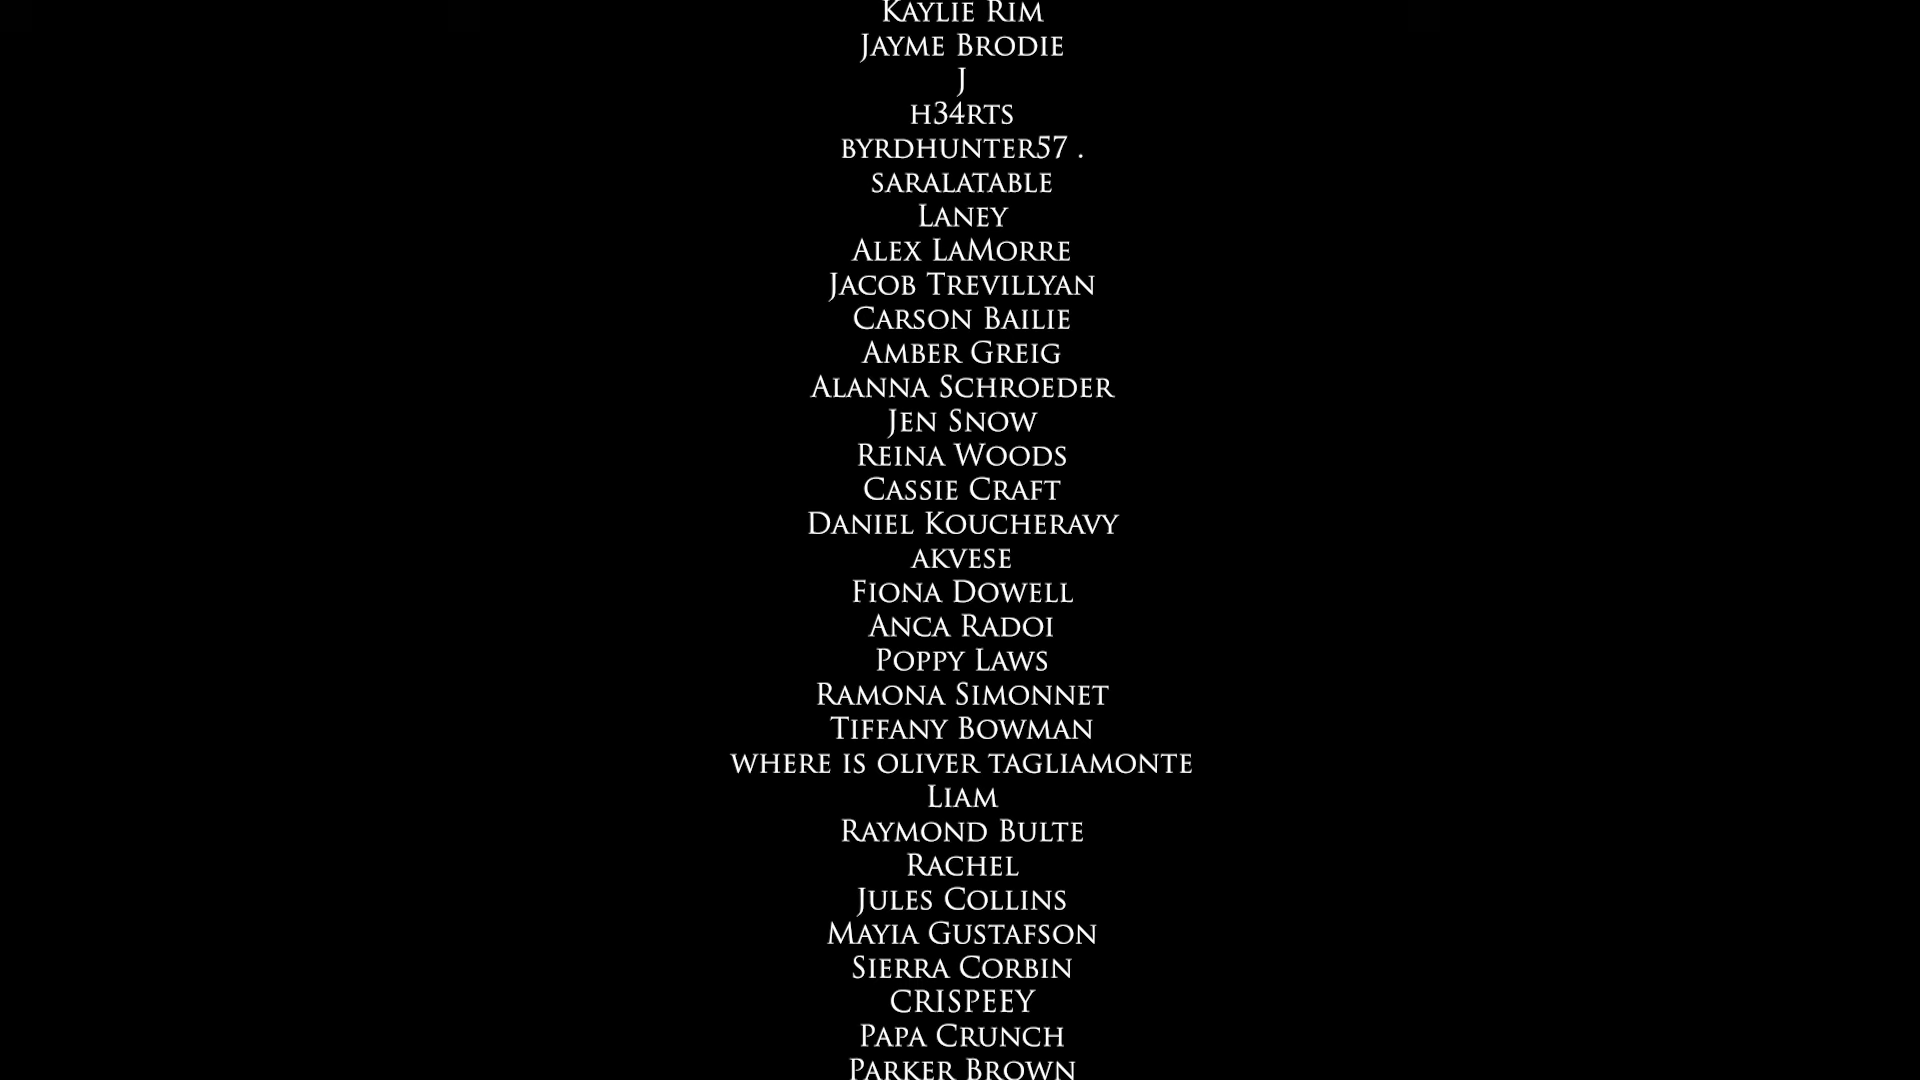 Kaylie Rim
Jayme Brodie
J
h34rts
byrdhunter57 .
saralatable
Laney
Alex LaMorre
Jacob Trevillyan
Carson Bailie
Amber Greig
Alanna Schroeder
Jen Snow
Reina Woods
Cassie Craft
Daniel Koucheravy
akvese
Fiona Dowell
Anca Radoi
Poppy Laws
Ramona Simonnet
Tiffany Bowman
where is oliver tagliamonte
Liam
Raymond Bulte
Rachel
Jules Collins
Mayia Gustafson
Sierra Corbin
CRISPEEY
Papa Crunch
Parker Brown